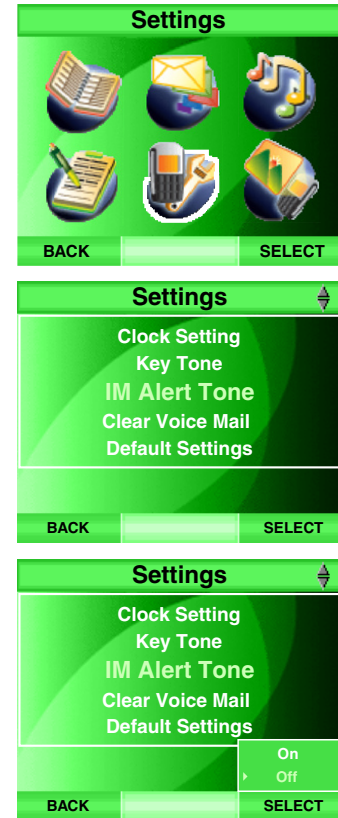 Settings
BACK SELECT
Settings
Clock Setting
Key Tone
IM Alert Tone
Clear Voice Mail
Default Settings
BACK SELECT
Settings
Clock Setting
Key Tone
IM Alert Tone
Clear Voice Mail
Default Settings
On
Off
BACK SELECT